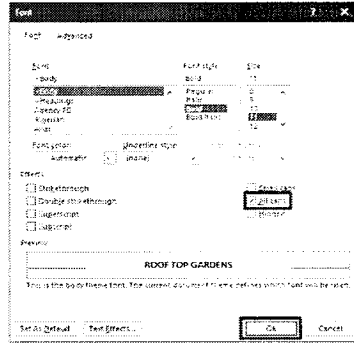 Font ? ×
Font Advanced
Font: Font style: Size:
+Body Bold 11
+Body Regular 8
+Headings Italic 9
Agency FB Bold 10
Algerian Bold Italic 11
Arial 12
Font color: Underline style:
Automatic (none)
Effects
Strikethrough Small caps
Double strikethrough All caps
Superscript Hidden
Subscript
Preview
ROOF TOP GARDENS
This is the body theme font. The current document theme defines which font will be used.
Set As Default Text Effects... OK Cancel